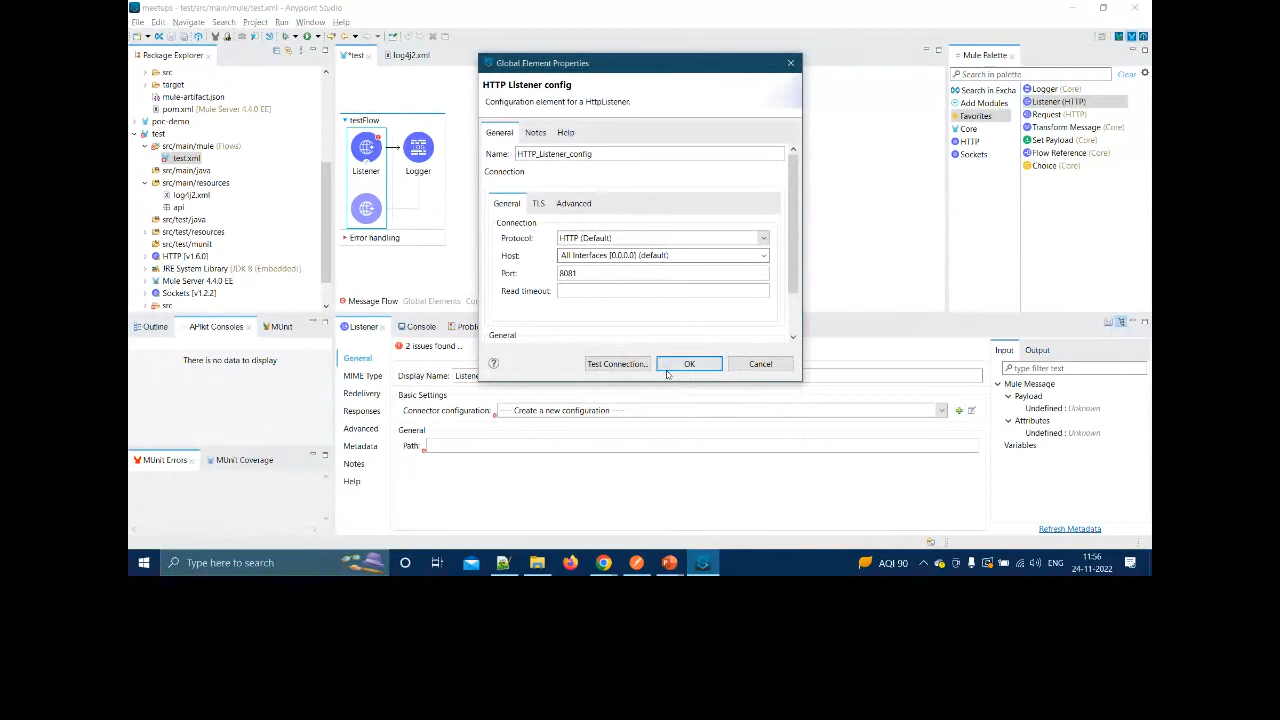 meetups - test/src/main/mule/test.xml - Anypoint Studio
File Edit Navigate Search Project Run Window Help
Package Explorer
src
target
mule-artifact.json
pom.xml [Mule Server 4.4.0 EE]
poc-demo
test
src/main/mule (Flows)
test.xml
src/main/java
src/main/resources
log4j2.xml
api
src/test/java
src/test/resources
src/test/munit
HTTP [v1.6.0]
JRE System Library [JDK 8 (Embedded)]
Mule Server 4.4.0 EE
Sockets [v1.2.2]
src
*test
log4j2.xml
testFlow
Listener
LOG
Logger
Error handling
Message Flow Global Elements
Global Element Properties
HTTP Listener config
Configuration element for a HttpListener.
General Notes Help
Name: HTTP_Listener_config
Connection
General TLS Advanced
Connection
Protocol: HTTP (Default)
Host: All Interfaces [0.0.0.0] (default)
Port: 8081
Read timeout:
General
? Test Connection... OK Cancel
Mule Palette
Search in palette Clear
Search in Excha
Add Modules
Favorites
Core
HTTP
Sockets
Logger (Core)
Listener (HTTP)
Request (HTTP)
Transform Message (Core)
Set Payload (Core)
Flow Reference (Core)
Choice (Core)
Outline APIkit Consoles MUnit
There is no data to display
MUnit Errors MUnit Coverage
Listener Console Probl
2 issues found ...
General
MIME Type
Redelivery
Responses
Advanced
Metadata
Notes
Help
Display Name: Listene
Basic Settings
Connector configuration: ---- Create a new configuration ----
General
Path:
Input Output
type filter text
Mule Message
Payload
Undefined : Unknown
Attributes
Undefined : Unknown
Variables
Refresh Metadata
Type here to search
AQI 90
ENG
11:56
24-11-2022